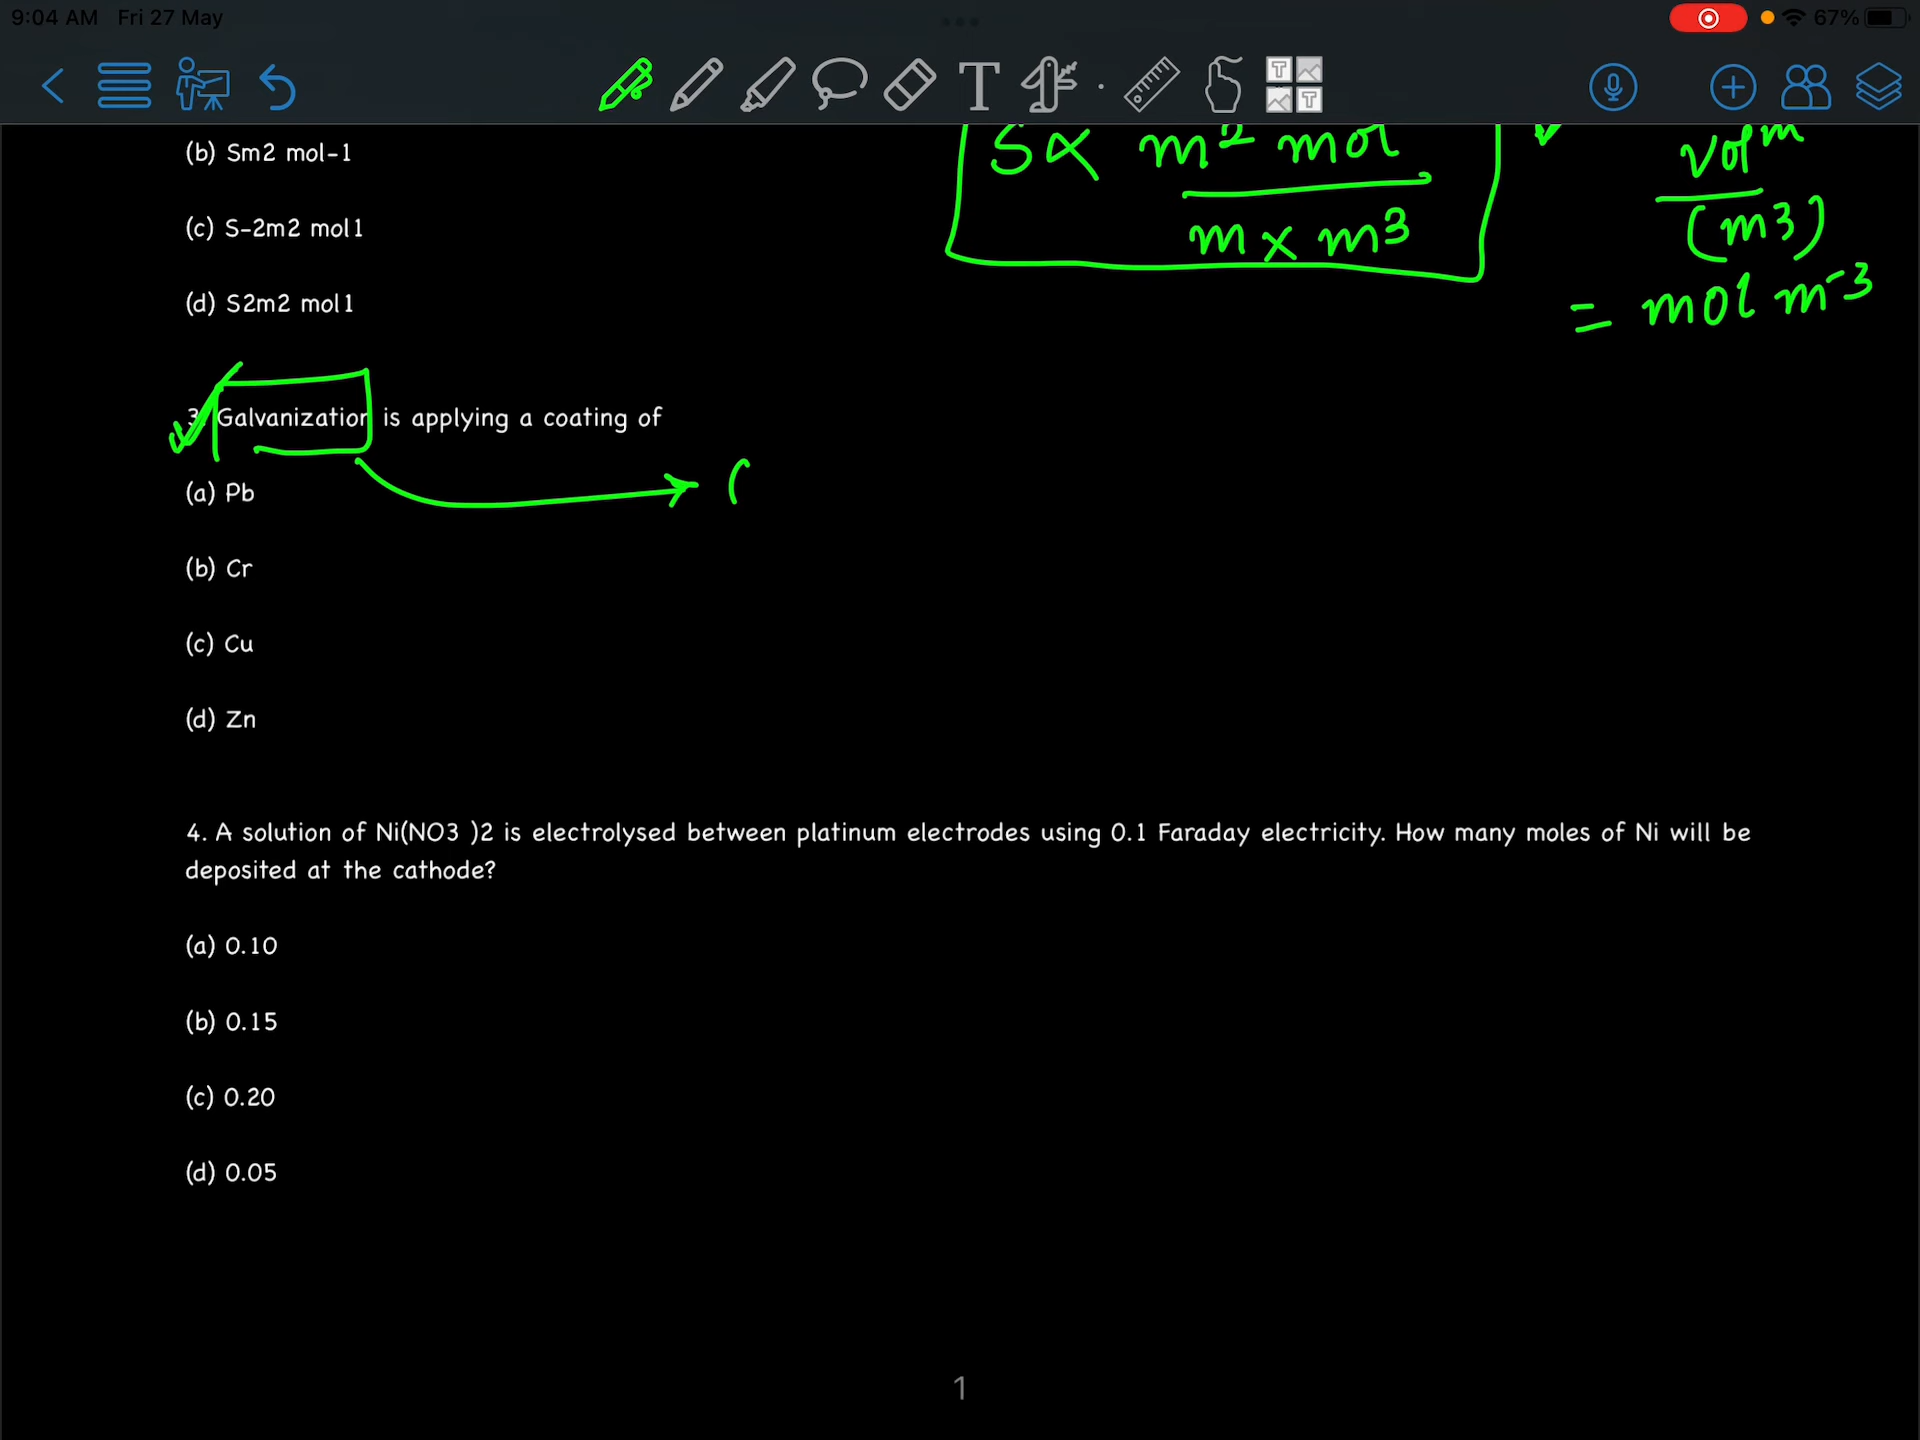 9:04 AM Fri 27 May
67%
(b) Sm2 mol-1
S ∝ m2 mol
m x m3
vol m
(m3)
= mol m-3
(c) S-2m2 mol1
(d) S2m2 mol1
3. Galvanization is applying a coating of
(a) Pb
(b) Cr
(c) Cu
(d) Zn
4. A solution of Ni(NO3 )2 is electrolysed between platinum electrodes using 0.1 Faraday electricity. How many moles of Ni will be
deposited at the cathode?
(a) 0.10
(b) 0.15
(c) 0.20
(d) 0.05
1